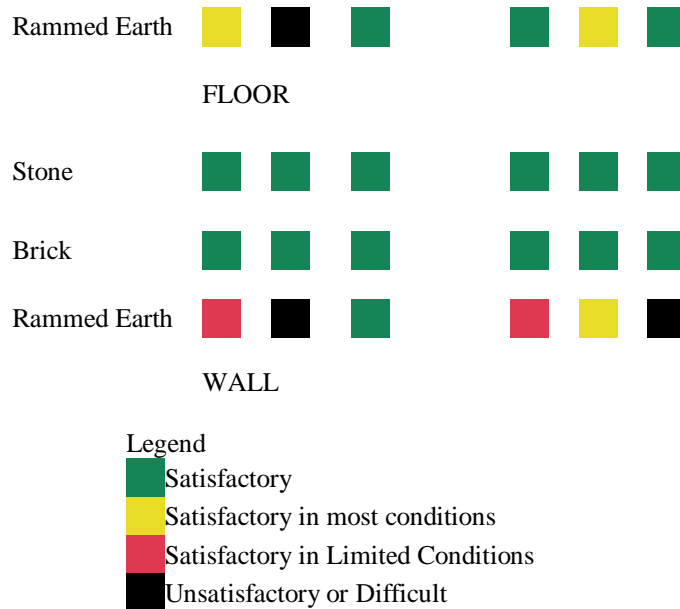 Rammed Earth
FLOOR
Stone
Brick
Rammed Earth
WALL
Legend
Satisfactory
Satisfactory in most conditions
Satisfactory in Limited Conditions
Unsatisfactory or Difficult